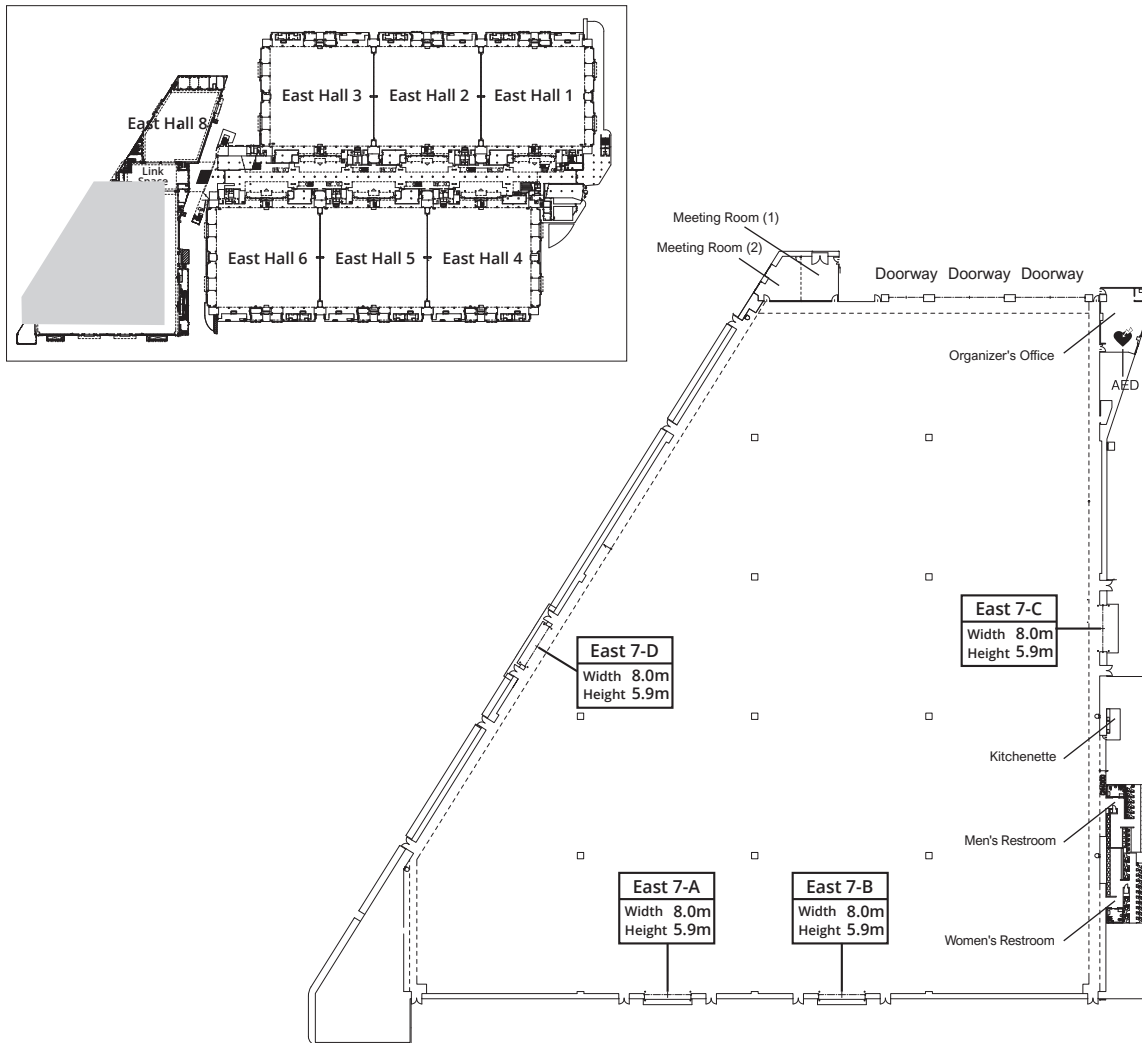 East Hall 3
East Hall 2
East Hall 1
East Hall 8
Link
Space
East Hall 6
East Hall 5
East Hall 4
Meeting Room (1)
Meeting Room (2)
Doorway Doorway Doorway
Organizer's Office
AED
East 7-C
Width 8.0m
Height 5.9m
East 7-D
Width 8.0m
Height 5.9m
Kitchenette
Men's Restroom
East 7-A
Width 8.0m
Height 5.9m
East 7-B
Width 8.0m
Height 5.9m
Women's Restroom